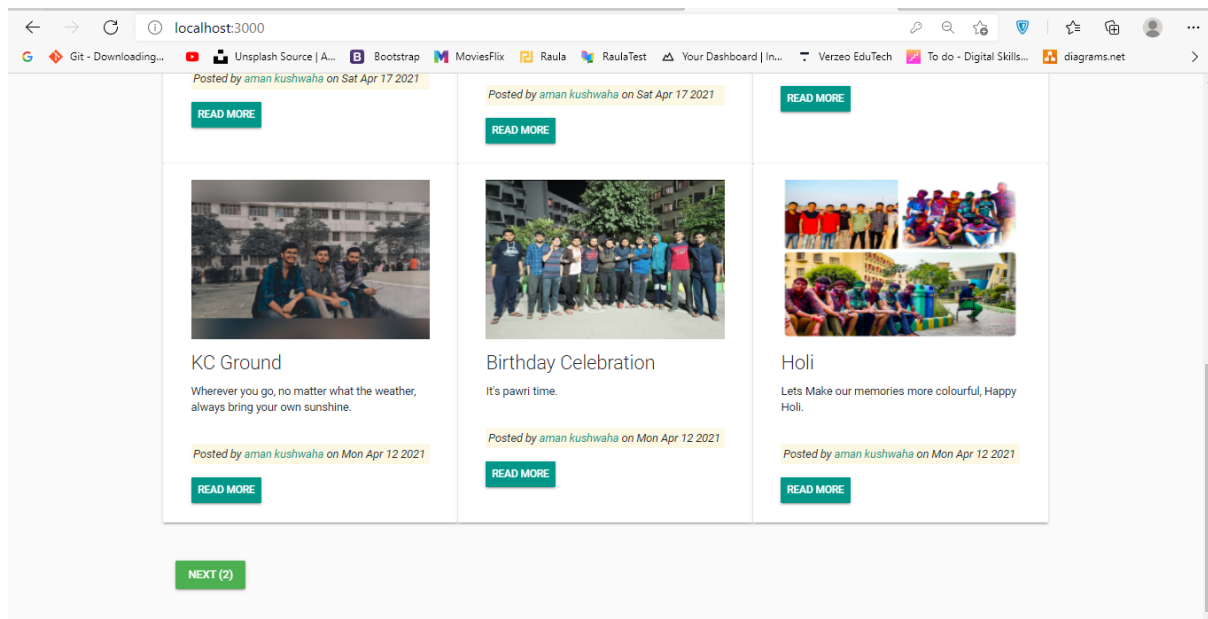 localhost:3000
G Git - Downloading... Unsplash Source | A... B Bootstrap MoviesFlix Raula RaulaTest Your Dashboard | In... Verzeo EduTech To do - Digital Skills... diagrams.net
Posted by aman kushwaha on Sat Apr 17 2021
READ MORE
Posted by aman kushwaha on Sat Apr 17 2021
READ MORE
READ MORE
KC Ground
Wherever you go, no matter what the weather,
always bring your own sunshine.
Posted by aman kushwaha on Mon Apr 12 2021
READ MORE
Birthday Celebration
It's pawri time.
Posted by aman kushwaha on Mon Apr 12 2021
READ MORE
Holi
Lets Make our memories more colourful, Happy
Holi.
Posted by aman kushwaha on Mon Apr 12 2021
READ MORE
NEXT (2)